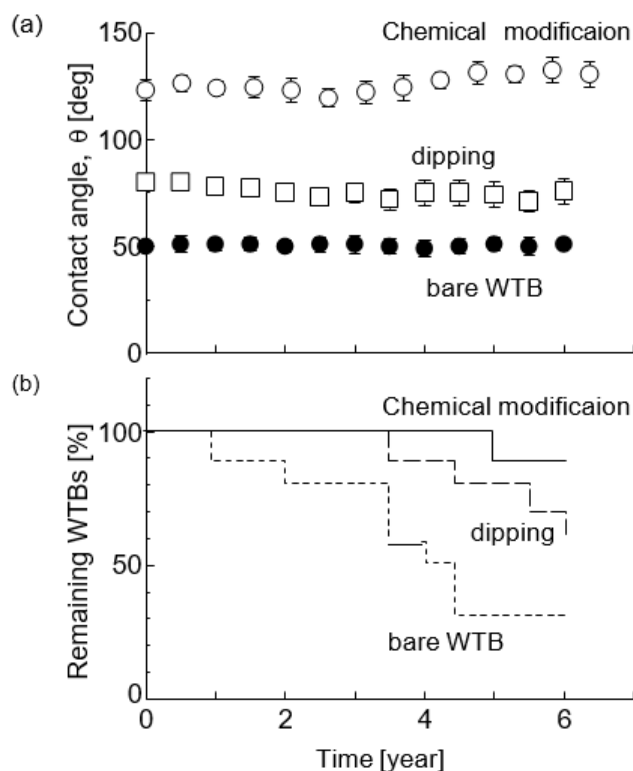 (a)
150
100
50
0
Contact angle, θ [deg]
Chemical modificaion
dipping
bare WTB
(b)
100
50
0
Remaining WTBs [%]
Chemical modificaion
dipping
bare WTB
0 2 4 6
Time [year]